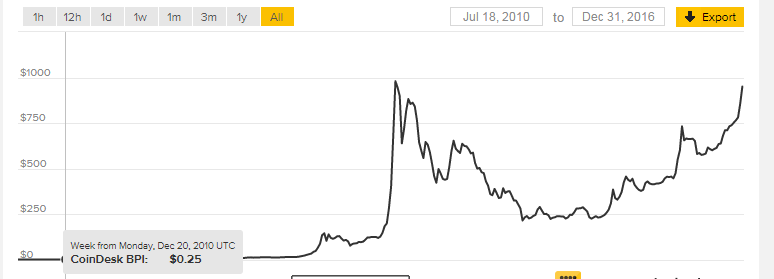 1h 12h 1d 1w 1m 3m 1y All Jul 18, 2010 to Dec 31, 2016 Export
$1000
$750
$500
$250
$0
Week from Monday, Dec 20, 2010 UTC
CoinDesk BPI: $0.25